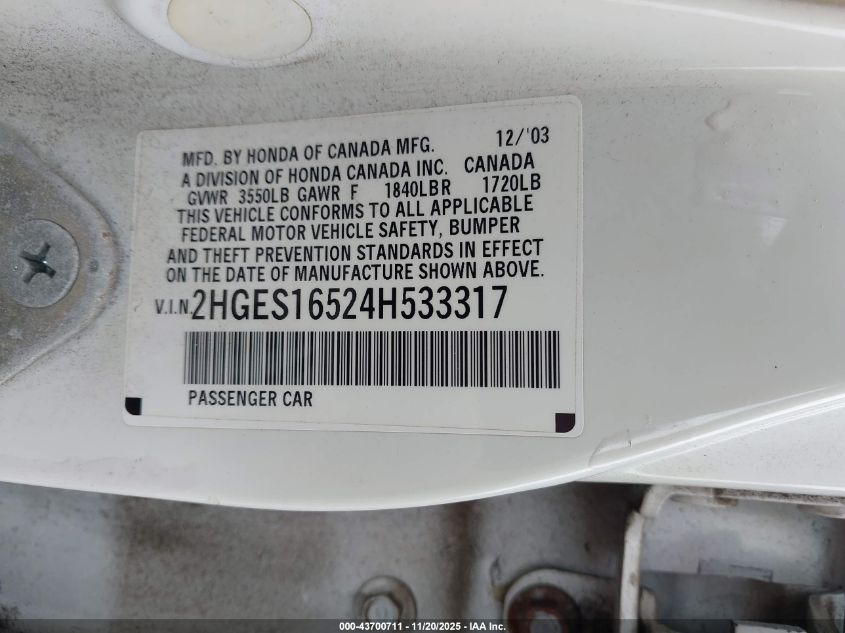 MFD. BY HONDA OF CANADA MFG. 12/'03
A DIVISION OF HONDA CANADA INC. CANADA
GVWR 3550LB GAWR F 1840LBR 1720LB
THIS VEHICLE CONFORMS TO ALL APPLICABLE
FEDERAL MOTOR VEHICLE SAFETY, BUMPER
AND THEFT PREVENTION STANDARDS IN EFFECT
ON THE DATE OF MANUFACTURE SHOWN ABOVE.
V.I.N. 2HGES16524H533317
PASSENGER CAR
000-43700711 - 11/20/2025 - IAA Inc.